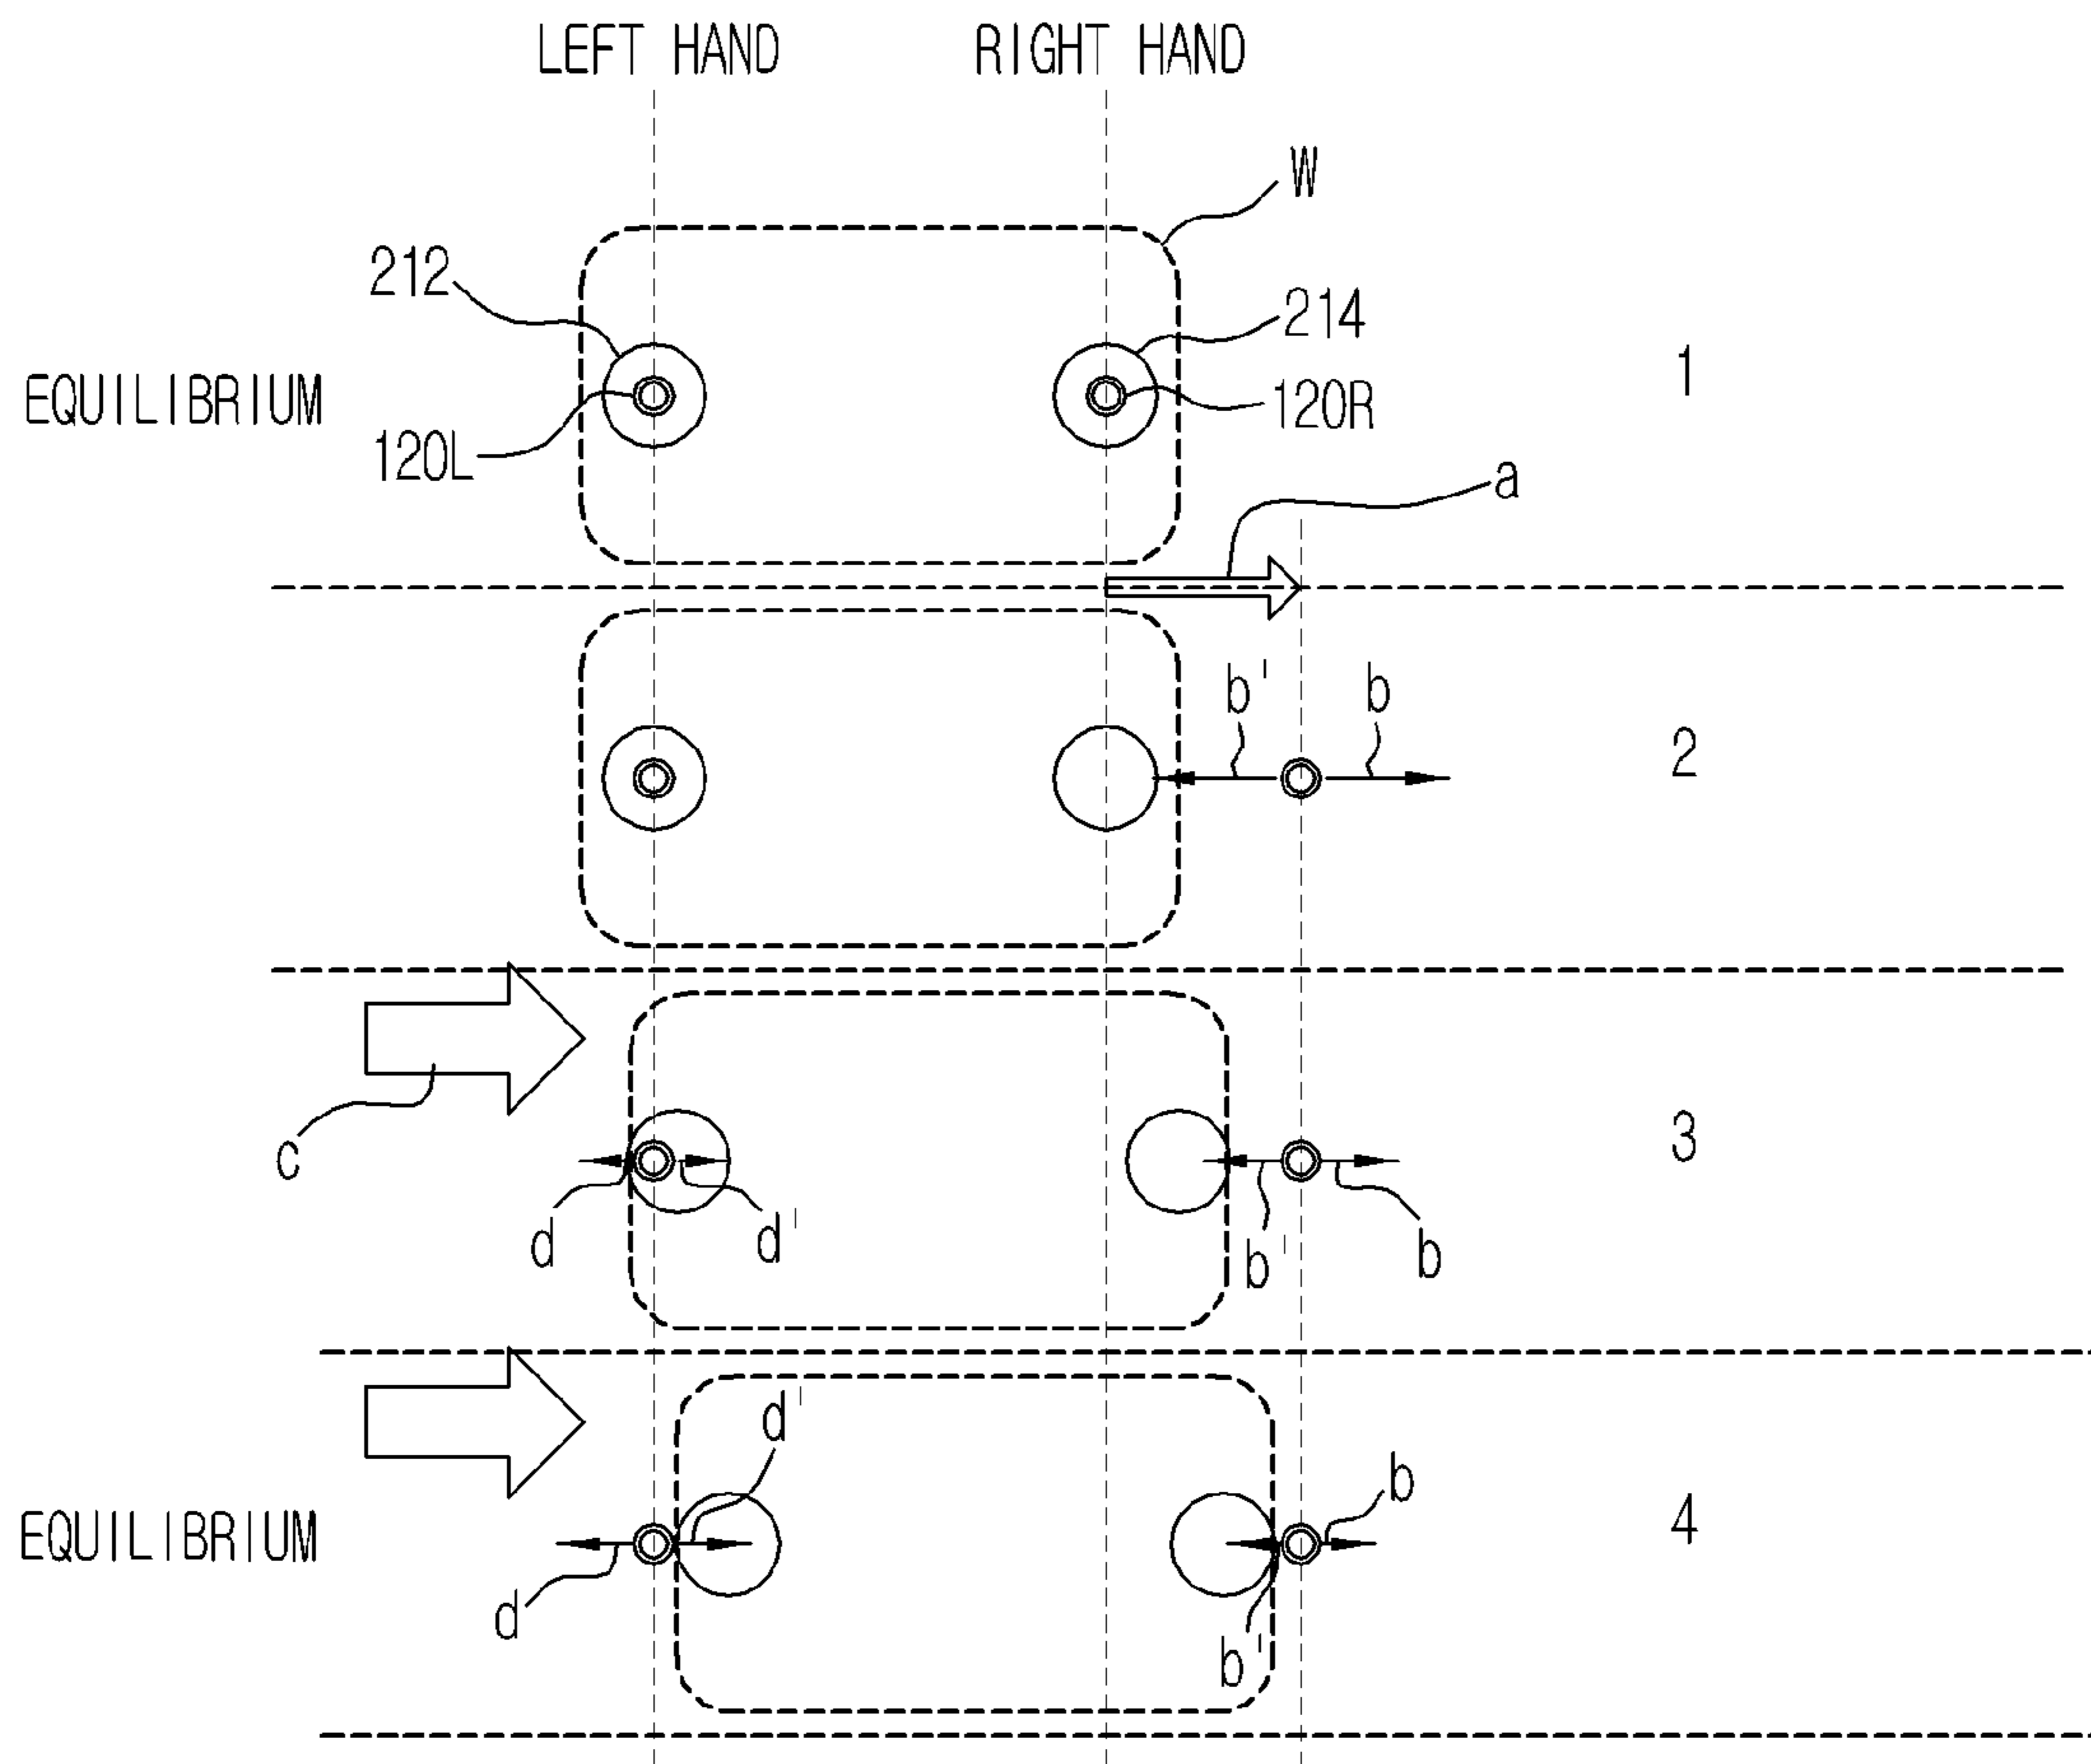 LEFT HAND
RIGHT HAND
W
212
214
EQUILIBRIUM
1
120L
120R
a
b'
b
2
c
d
d'
b'
b
3
d'
b
EQUILIBRIUM
4
d
b'